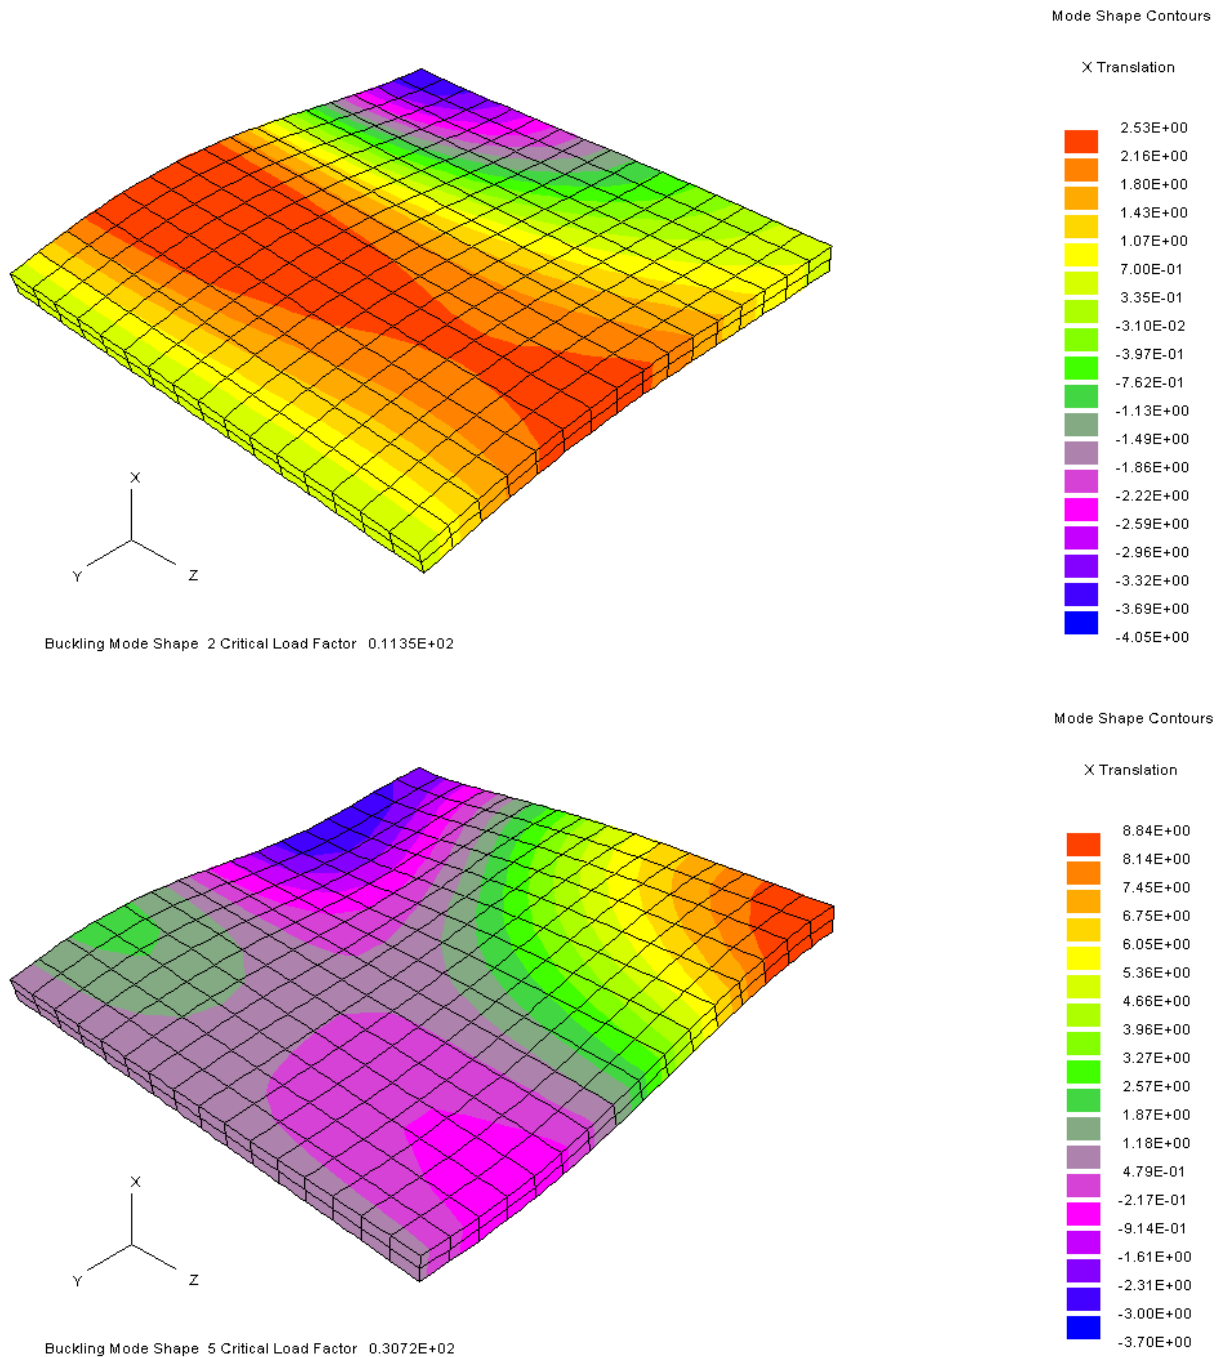 Mode Shape Contours
X Translation
2.53E+00
2.16E+00
1.80E+00
1.43E+00
1.07E+00
7.00E-01
3.35E-01
-3.10E-02
-3.97E-01
-7.62E-01
-1.13E+00
-1.49E+00
-1.86E+00
-2.22E+00
-2.59E+00
-2.96E+00
-3.32E+00
-3.69E+00
-4.05E+00
X
Y
Z
Buckling Mode Shape 2 Critical Load Factor 0.1135E+02
Mode Shape Contours
X Translation
8.84E+00
8.14E+00
7.45E+00
6.75E+00
6.05E+00
5.36E+00
4.66E+00
3.96E+00
3.27E+00
2.57E+00
1.87E+00
1.18E+00
4.79E-01
-2.17E-01
-9.14E-01
-1.61E+00
-2.31E+00
-3.00E+00
-3.70E+00
X
Y
Z
Buckling Mode Shape 5 Critical Load Factor 0.3072E+02